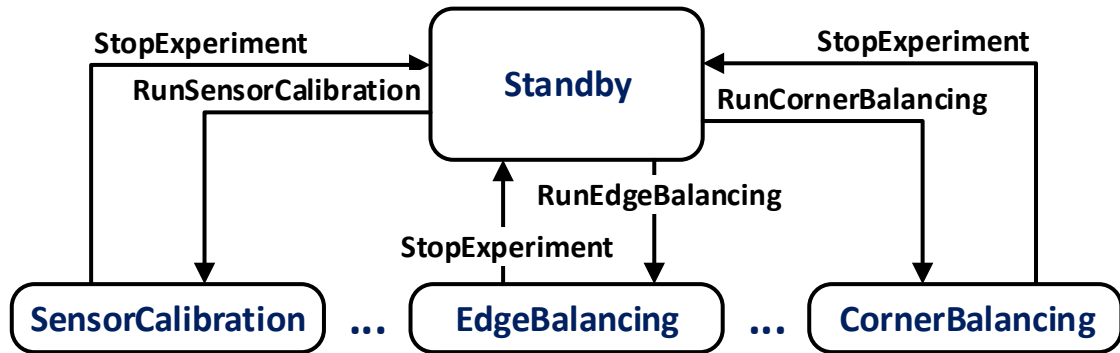 StopExperiment
StopExperiment
Standby
RunSensorCalibration
RunCornerBalancing
RunEdgeBalancing
StopExperiment
SensorCalibration ... EdgeBalancing ... CornerBalancing